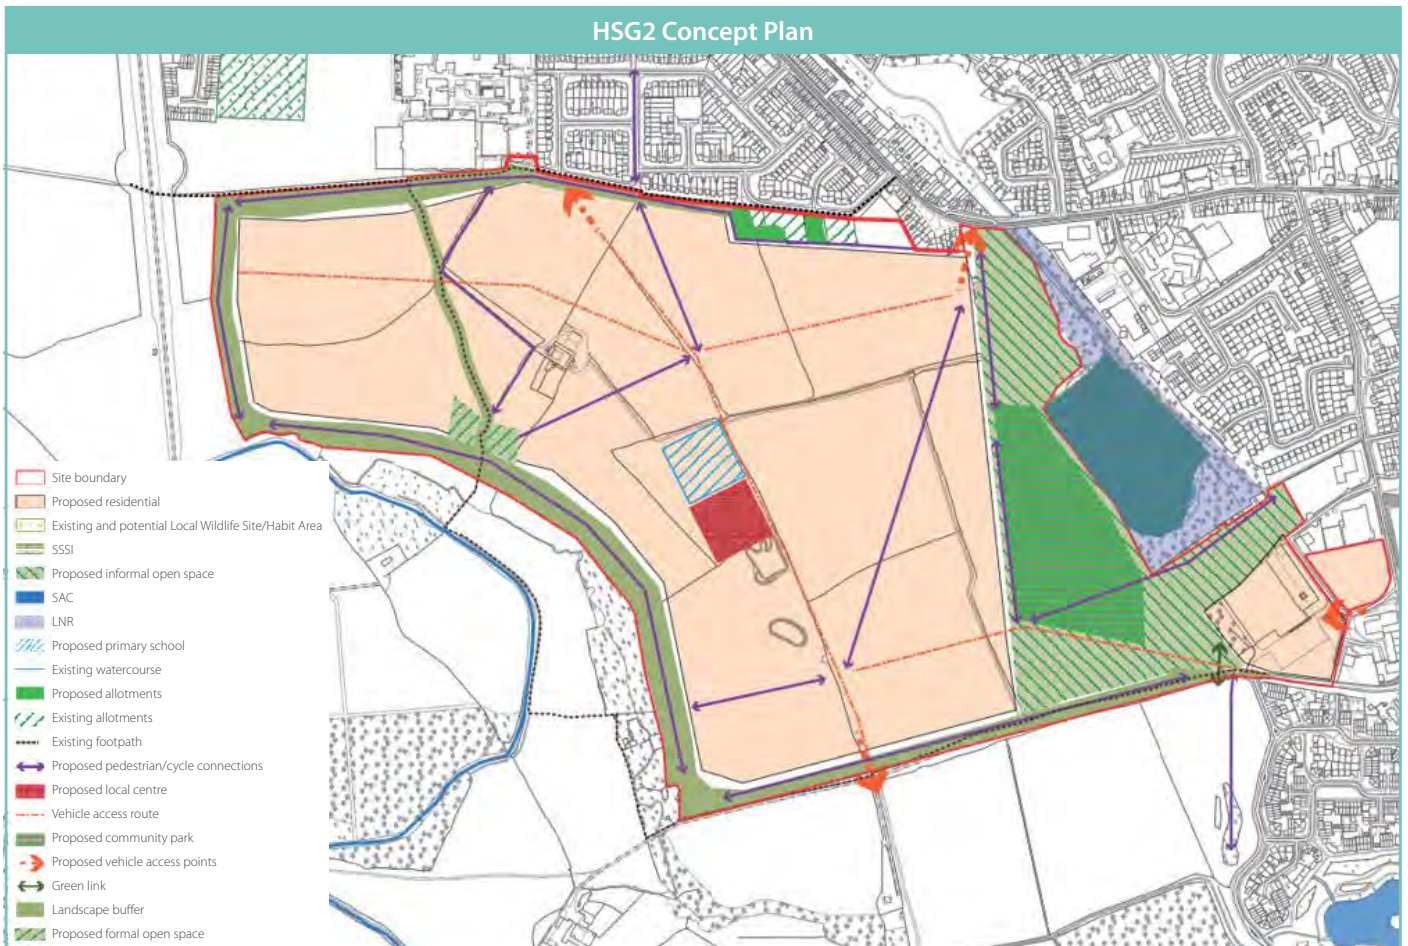 HSG2 Concept Plan
Site boundary
Proposed residential
Existing and potential Local Wildlife Site/Habit Area
SSSI
Proposed informal open space
SAC
LNR
Proposed primary school
Existing watercourse
Proposed allotments
Existing allotments
Existing footpath
Proposed pedestrian/cycle connections
Proposed local centre
Vehicle access route
Proposed community park
Proposed vehicle access points
Green link
Landscape buffer
Proposed formal open space